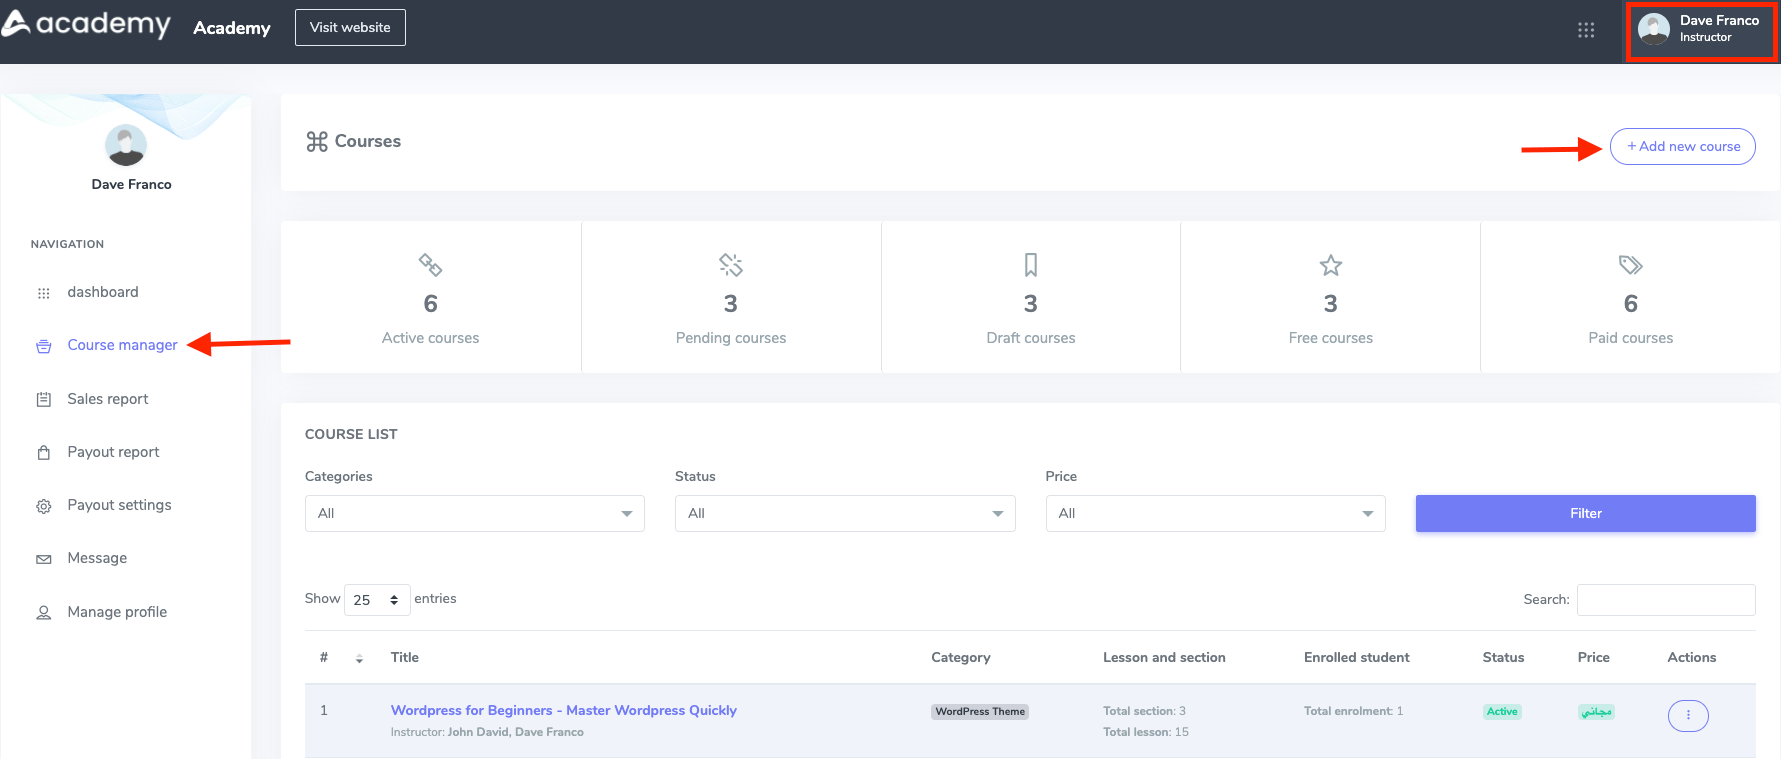 academy
Academy
Visit website
Dave Franco
Instructor
Dave Franco
NAVIGATION
dashboard
Course manager
Sales report
Payout report
Payout settings
Message
Manage profile
Courses
+ Add new course
6
Active courses
3
Pending courses
3
Draft courses
3
Free courses
6
Paid courses
COURSE LIST
Categories
All
Status
All
Price
All
Filter
Show 25 entries
Search:
# Title Category Lesson and section Enrolled student Status Price Actions
1 Wordpress for Beginners - Master Wordpress Quickly WordPress Theme Total section: 3 Total enrolment: 1 Active مجاني
Instructor: John David, Dave Franco Total lesson: 15